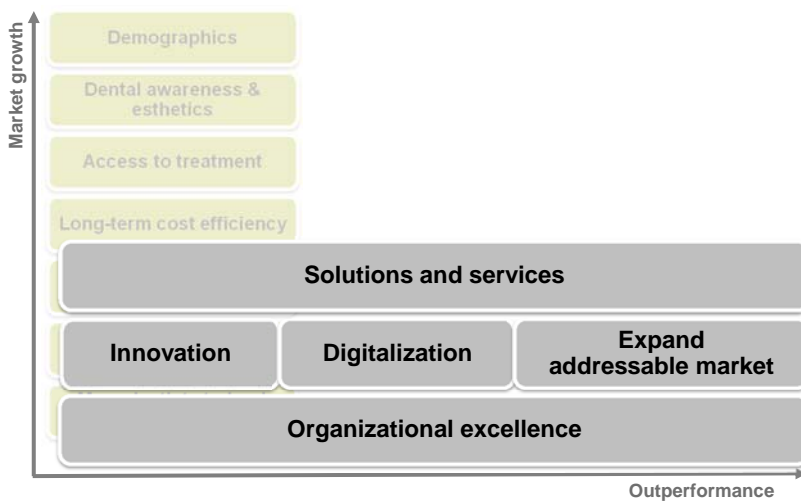 Market growth
Demographics
Dental awareness &
esthetics
Access to treatment
Long-term cost efficiency
Solutions and services
Innovation
Digitalization
Expand
addressable market
Organizational excellence
Outperformance